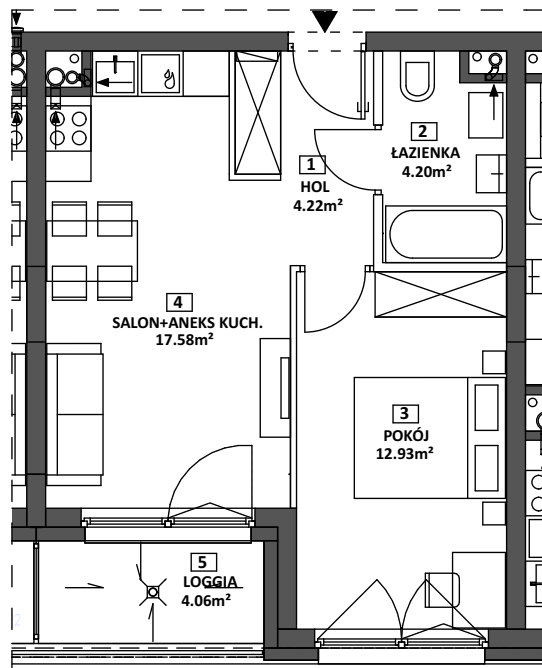 1
HOL
4.22m²
2
ŁAZIENKA
4.20m²
4
SALON+ANEKS KUCH.
17.58m²
3
POKÓJ
12.93m²
5
LOGGIA
4.06m²
2